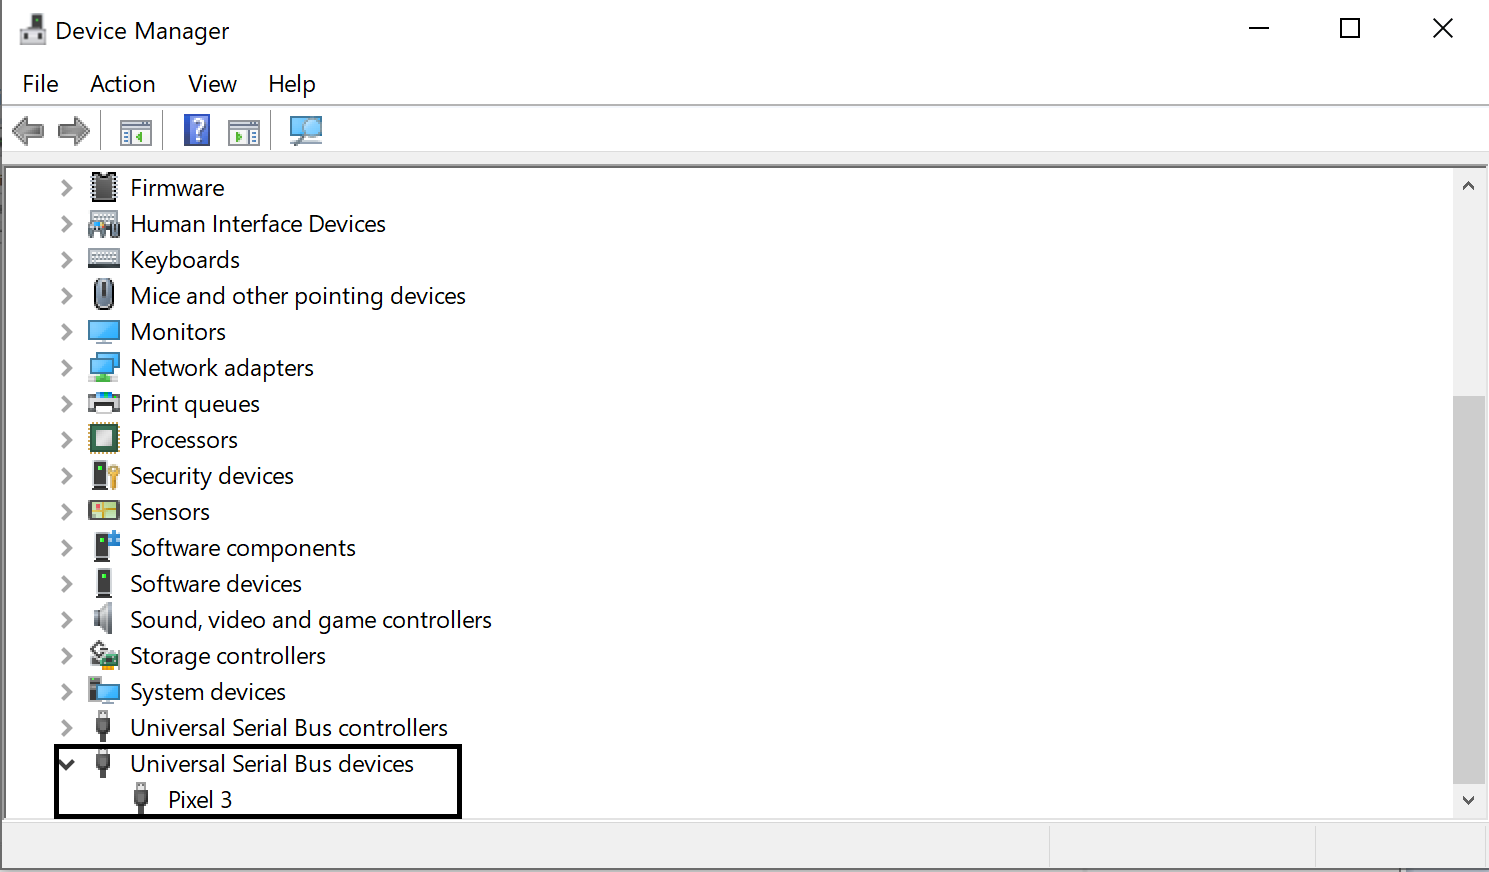 Device Manager
File Action View Help
?
Firmware
Human Interface Devices
Keyboards
Mice and other pointing devices
Monitors
Network adapters
Print queues
Processors
Security devices
Sensors
Software components
Software devices
Sound, video and game controllers
Storage controllers
System devices
Universal Serial Bus controllers
Universal Serial Bus devices
Pixel 3